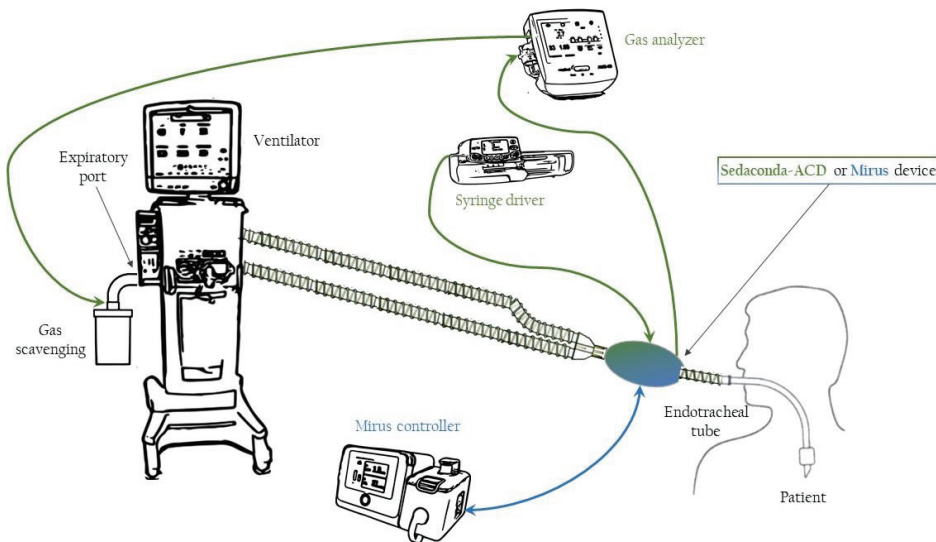 Gas analyzer
Ventilator
Expiratory
port
Sedaconda-ACD or Mirus device
Syringe driver
Gas
scavenging
Endotracheal
tube
Mirus controller
Patient